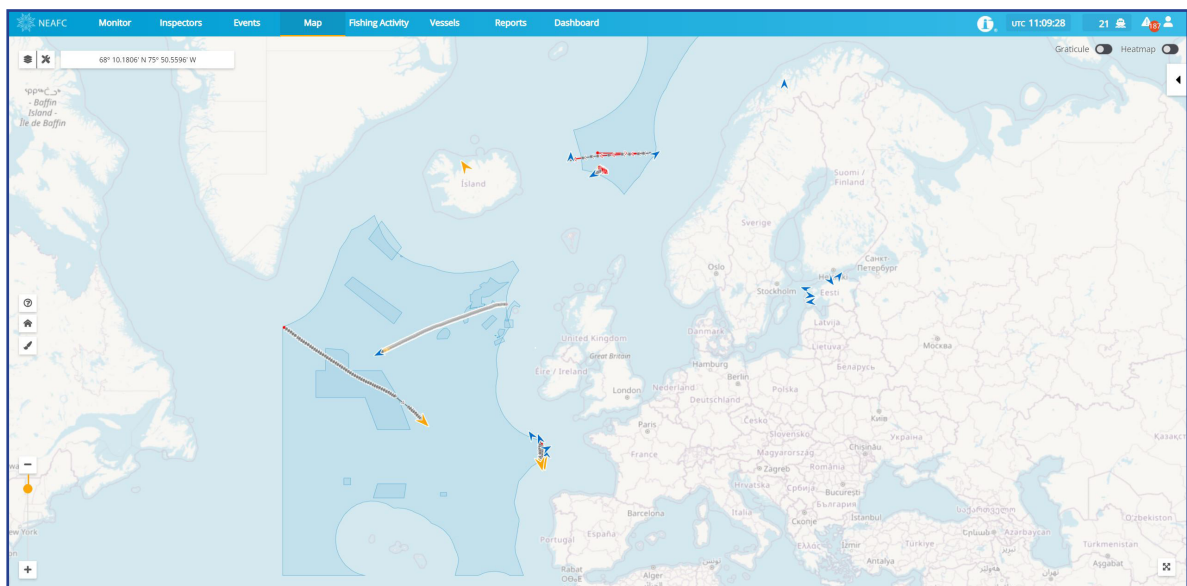 NEAFC Monitor Inspectors Events Map Fishing Activity Vessels Reports Dashboard UTC 11:09:28 21 187
68° 10.1806' N 75° 50.5596' W
Graticule Heatmap
- Baffin
Island -
Île de Baffin
Ísland
Suomi /
Finland
Sverige
Санкт
Петербург
Oslo
Stockholm
Eesti
Latvija
Danmark
Lietuva
Москва
United Kingdom
Great Britain
Éire / Ireland
Hamburg
Беларусь
London
Nederland
Berlin
Polska
Deutschland
Київ
Paris
Česko
Slovensko
Україна
Казахст
France
Magyarország
Chișinău
Zagreb
România
Hrvatska
Србија
București
България
Barcelona
Italia
Скопје
İstanbul
O'zbekiston
Portugal
España
Ελλάς
İzmir
Türkiye
Azərbaycan
Türkmenistan
Antalya
Aşgabat
Rabat
Alger
ew York